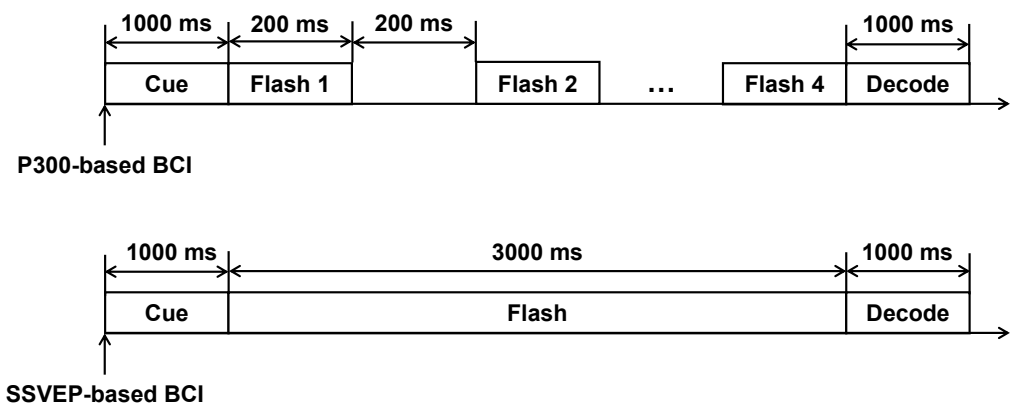 1000 ms 200 ms 200 ms 1000 ms
Cue Flash 1 Flash 2 ... Flash 4 Decode
P300-based BCI
1000 ms 3000 ms 1000 ms
Cue Flash Decode
SSVEP-based BCI